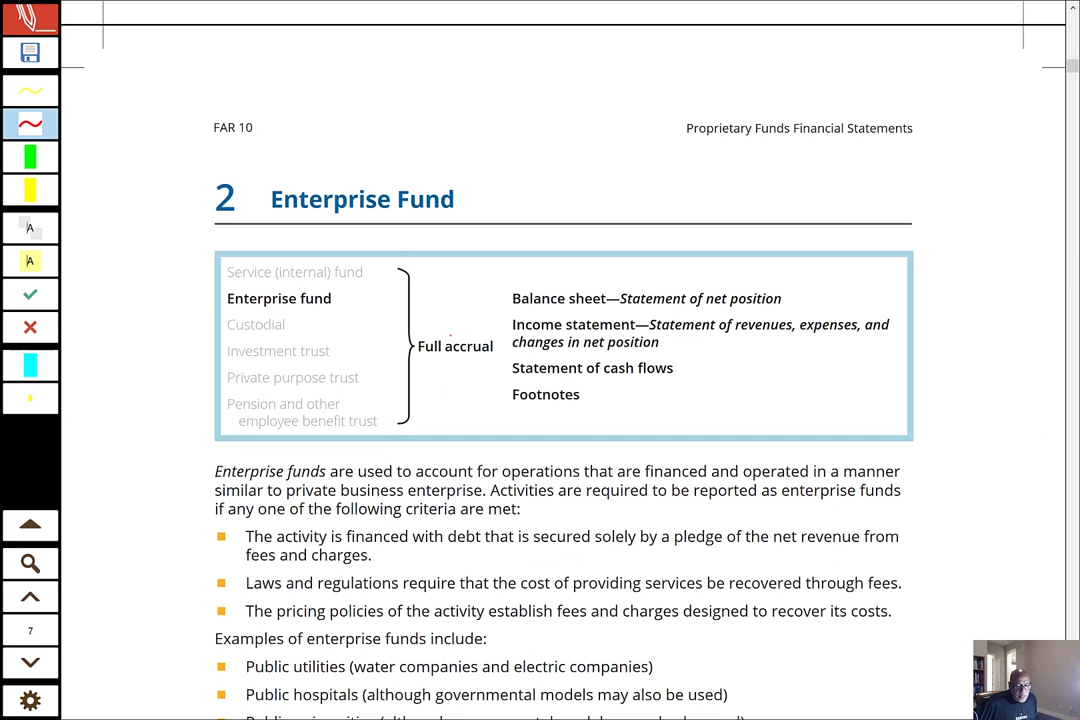 FAR 10
Proprietary Funds Financial Statements
2 Enterprise Fund
Service (internal) fund
Enterprise fund
Custodial
Investment trust
Private purpose trust
Pension and other
employee benefit trust
Full accrual
Balance sheet—Statement of net position
Income statement—Statement of revenues, expenses, and
changes in net position
Statement of cash flows
Footnotes
Enterprise funds are used to account for operations that are financed and operated in a manner
similar to private business enterprise. Activities are required to be reported as enterprise funds
if any one of the following criteria are met:
The activity is financed with debt that is secured solely by a pledge of the net revenue from
fees and charges.
Laws and regulations require that the cost of providing services be recovered through fees.
The pricing policies of the activity establish fees and charges designed to recover its costs.
Examples of enterprise funds include:
Public utilities (water companies and electric companies)
Public hospitals (although governmental models may also be used)
A
A
7